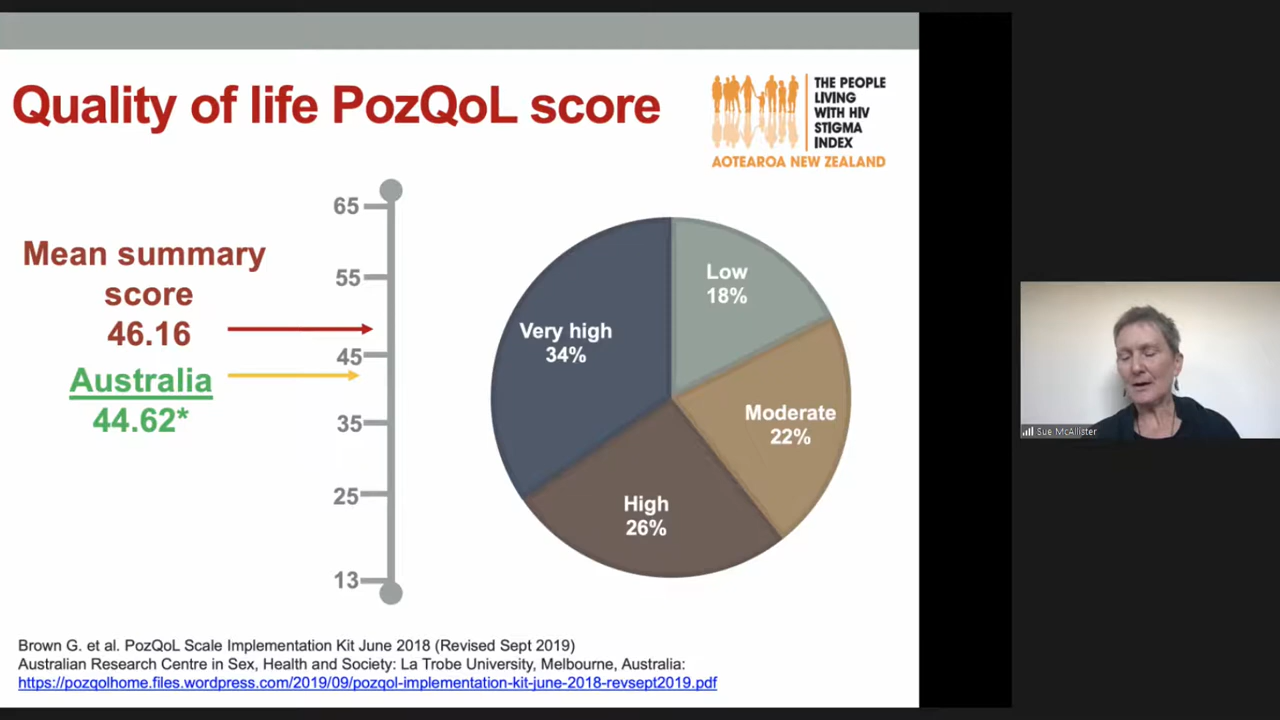 Quality of life PozQoL score
THE PEOPLE
LIVING
WITH HIV
STIGMA
INDEX
AOTEAROA NEW ZEALAND
Mean summary
score
46.16
Australia
44.62*
65
55
45
35
25
13
Low
18%
Moderate
22%
High
26%
Very high
34%
Brown G. et al. PozQoL Scale Implementation Kit June 2018 (Revised Sept 2019)
Australian Research Centre in Sex, Health and Society: La Trobe University, Melbourne, Australia:
https://pozqolhome.files.wordpress.com/2019/09/pozqol-implementation-kit-june-2018-revsept2019.pdf
Sue McAllister